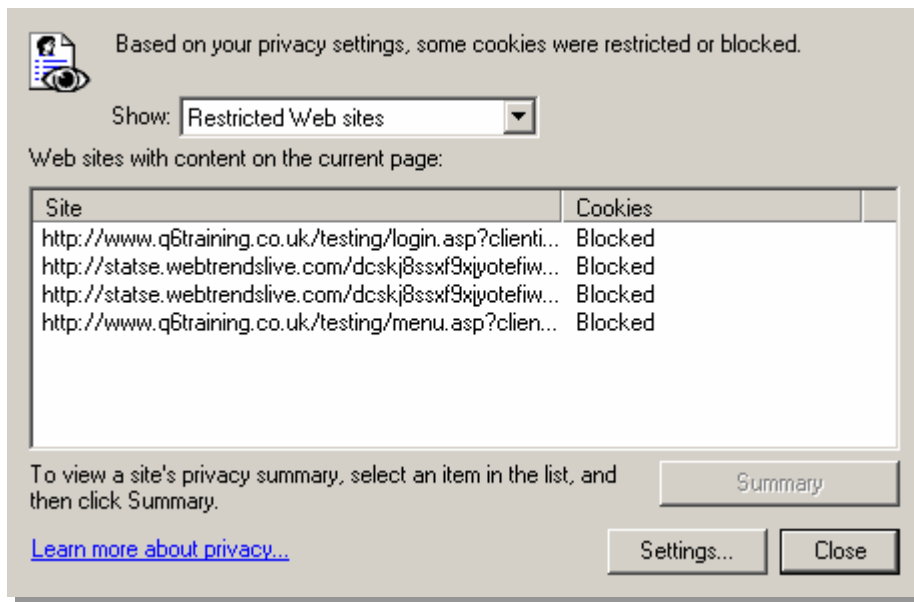 Based on your privacy settings, some cookies were restricted or blocked.
Show: Restricted Web sites
Web sites with content on the current page:
Site Cookies
http://www.q6training.co.uk/testing/login.asp?clienti... Blocked
http://statse.webtrendslive.com/dcskj8ssxf9xjyotefiw... Blocked
http://statse.webtrendslive.com/dcskj8ssxf9xjyotefiw... Blocked
http://www.q6training.co.uk/testing/menu.asp?clien... Blocked
To view a site's privacy summary, select an item in the list, and
then click Summary.
Summary
Learn more about privacy...
Settings... Close